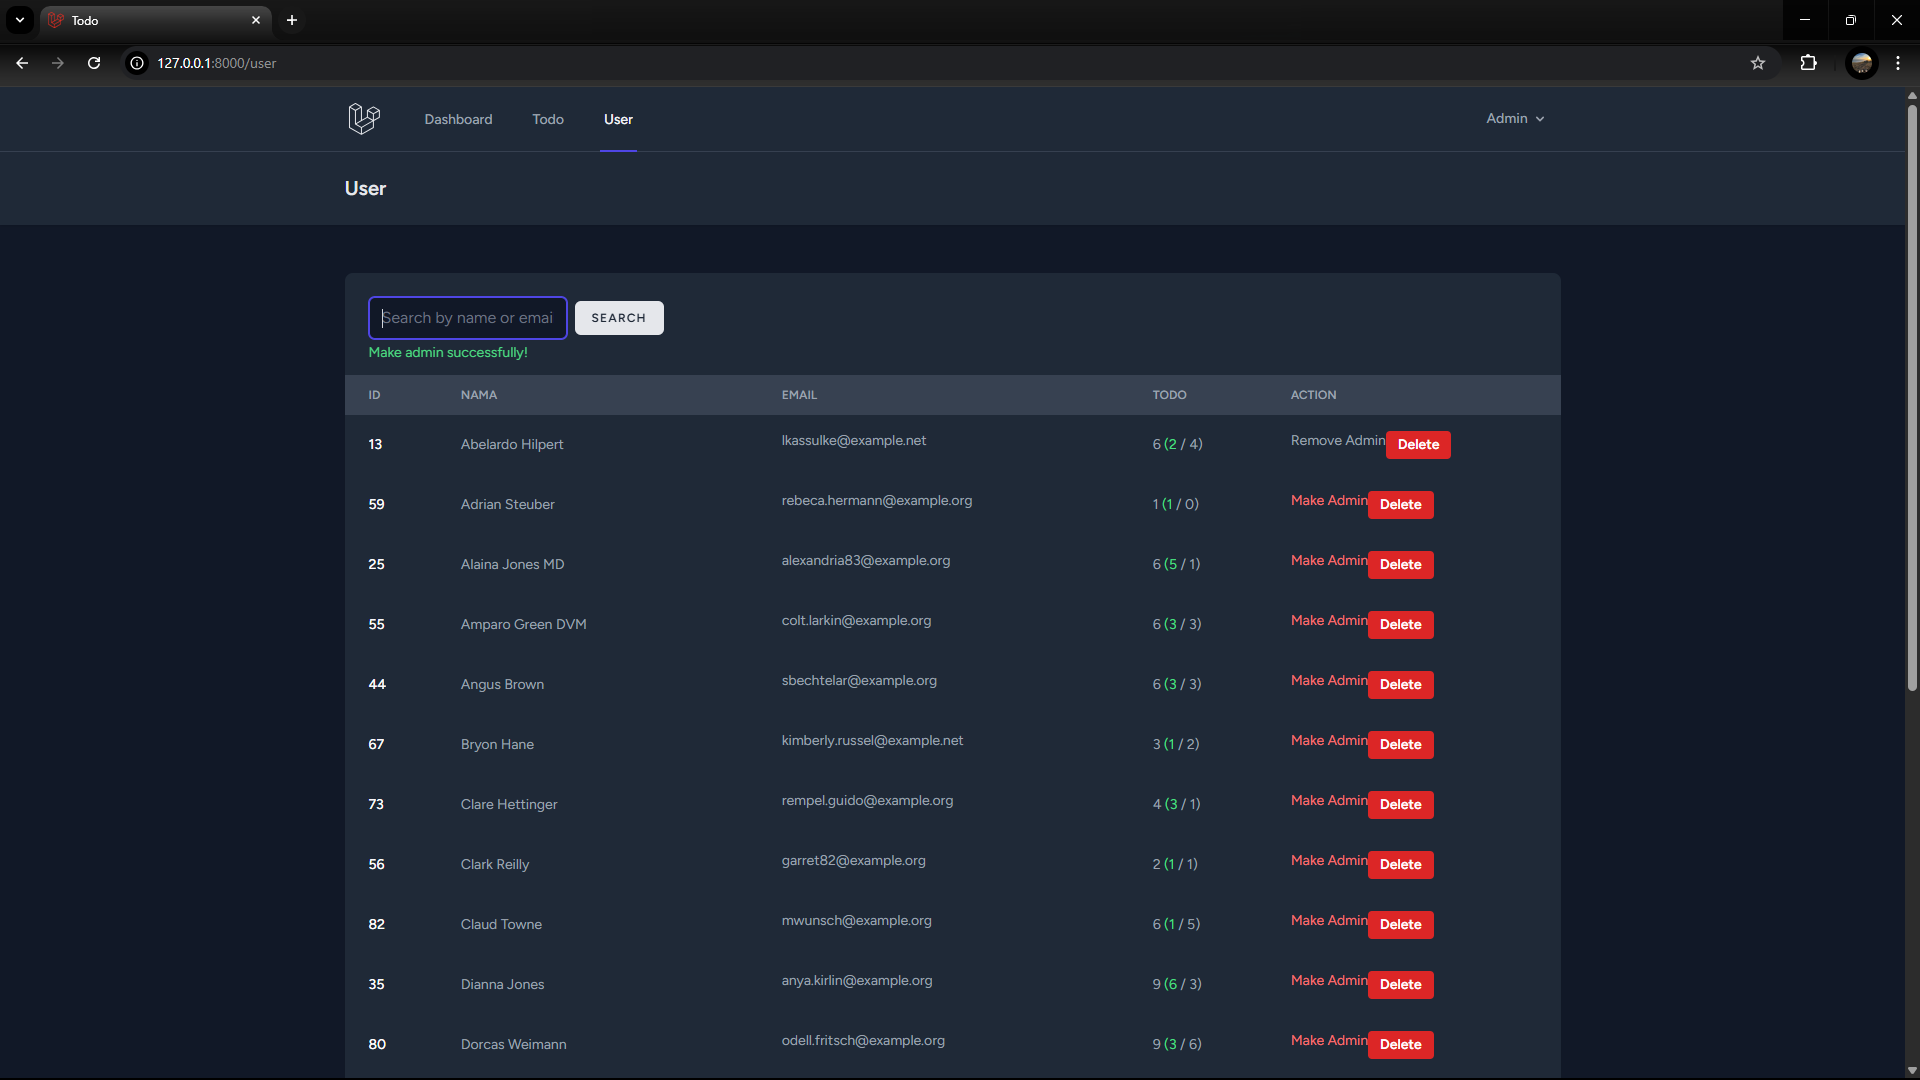 Todo
127.0.0.1:8000/user
Dashboard Todo User Admin
User
Search by name or emai SEARCH
Make admin successfully!
ID NAMA EMAIL TODO ACTION
13 Abelardo Hilpert lkassulke@example.net 6 (2 / 4) Remove Admin Delete
59 Adrian Steuber rebeca.hermann@example.org 1 (1 / 0) Make Admin Delete
25 Alaina Jones MD alexandria83@example.org 6 (5 / 1) Make Admin Delete
55 Amparo Green DVM colt.larkin@example.org 6 (3 / 3) Make Admin Delete
44 Angus Brown sbechtelar@example.org 6 (3 / 3) Make Admin Delete
67 Bryon Hane kimberly.russel@example.net 3 (1 / 2) Make Admin Delete
73 Clare Hettinger rempel.guido@example.org 4 (3 / 1) Make Admin Delete
56 Clark Reilly garret82@example.org 2 (1 / 1) Make Admin Delete
82 Claud Towne mwunsch@example.org 6 (1 / 5) Make Admin Delete
35 Dianna Jones anya.kirlin@example.org 9 (6 / 3) Make Admin Delete
80 Dorcas Weimann odell.fritsch@example.org 9 (3 / 6) Make Admin Delete